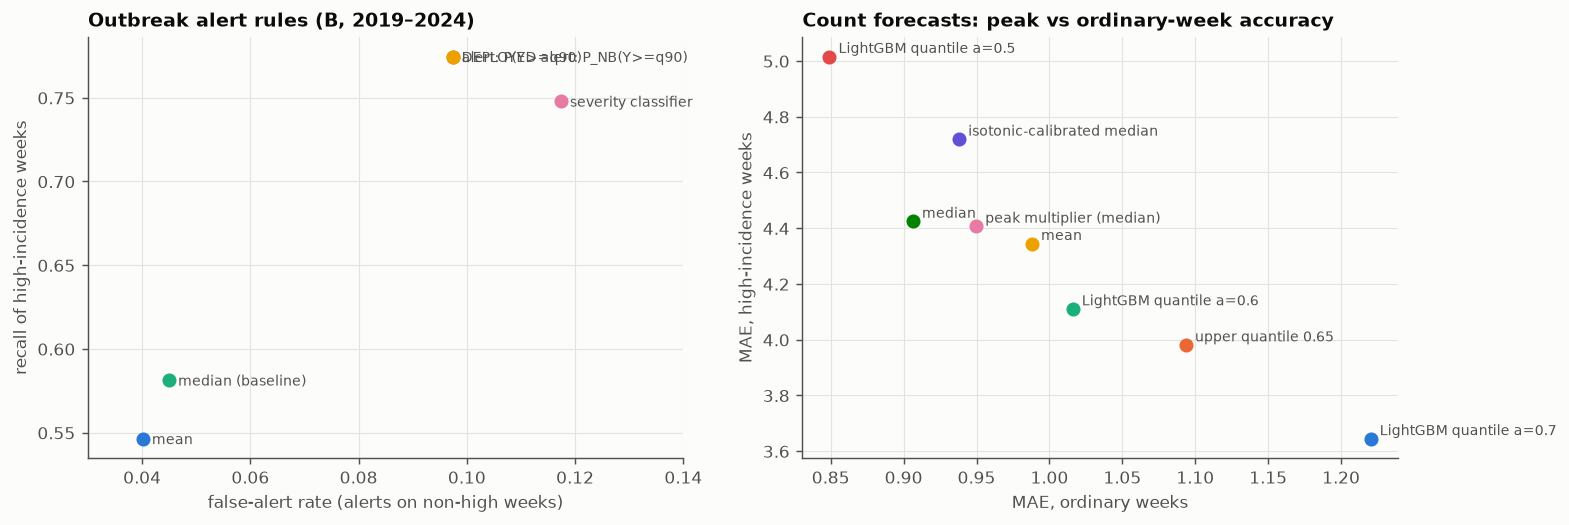 Outbreak alert rules (B, 2019–2024)
P_NB(Y>=q90)
severity classifier
median (baseline)
mean
0.75
0.70
0.65
0.60
0.55
recall of high-incidence weeks
0.04
0.06
0.08
0.10
0.12
0.14
false-alert rate (alerts on non-high weeks)
Count forecasts: peak vs ordinary-week accuracy
LightGBM quantile a=0.5
isotonic-calibrated median
median
peak multiplier (median)
mean
LightGBM quantile a=0.6
upper quantile 0.65
LightGBM quantile a=0.7
5.0
4.8
4.6
4.4
4.2
4.0
3.8
3.6
MAE, high-incidence weeks
0.85
0.90
0.95
1.00
1.05
1.10
1.15
1.20
MAE, ordinary weeks